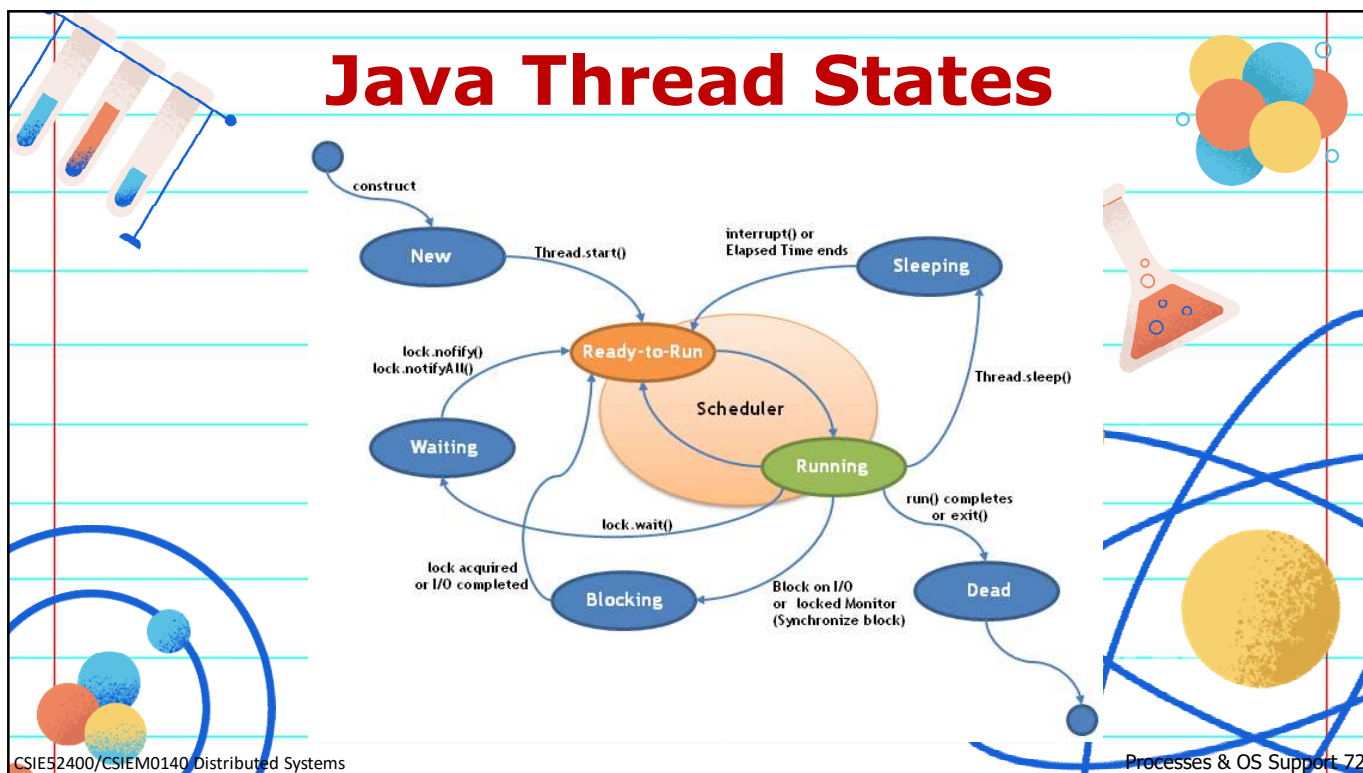 Java Thread States
construct
New
Thread.start()
interrupt() or
Elapsed Time ends
Sleeping
lock.nofify()
lock.notifyAll()
Ready-to-Run
Thread.sleep()
Scheduler
Waiting
Running
run() completes
or exit()
lock.wait()
lock acquired
or I/O completed
Blocking
Block on I/O
or locked Monitor
(Synchronize block)
Dead
CSIE52400/CSIEM0140 Distributed Systems
Processes & OS Support 72